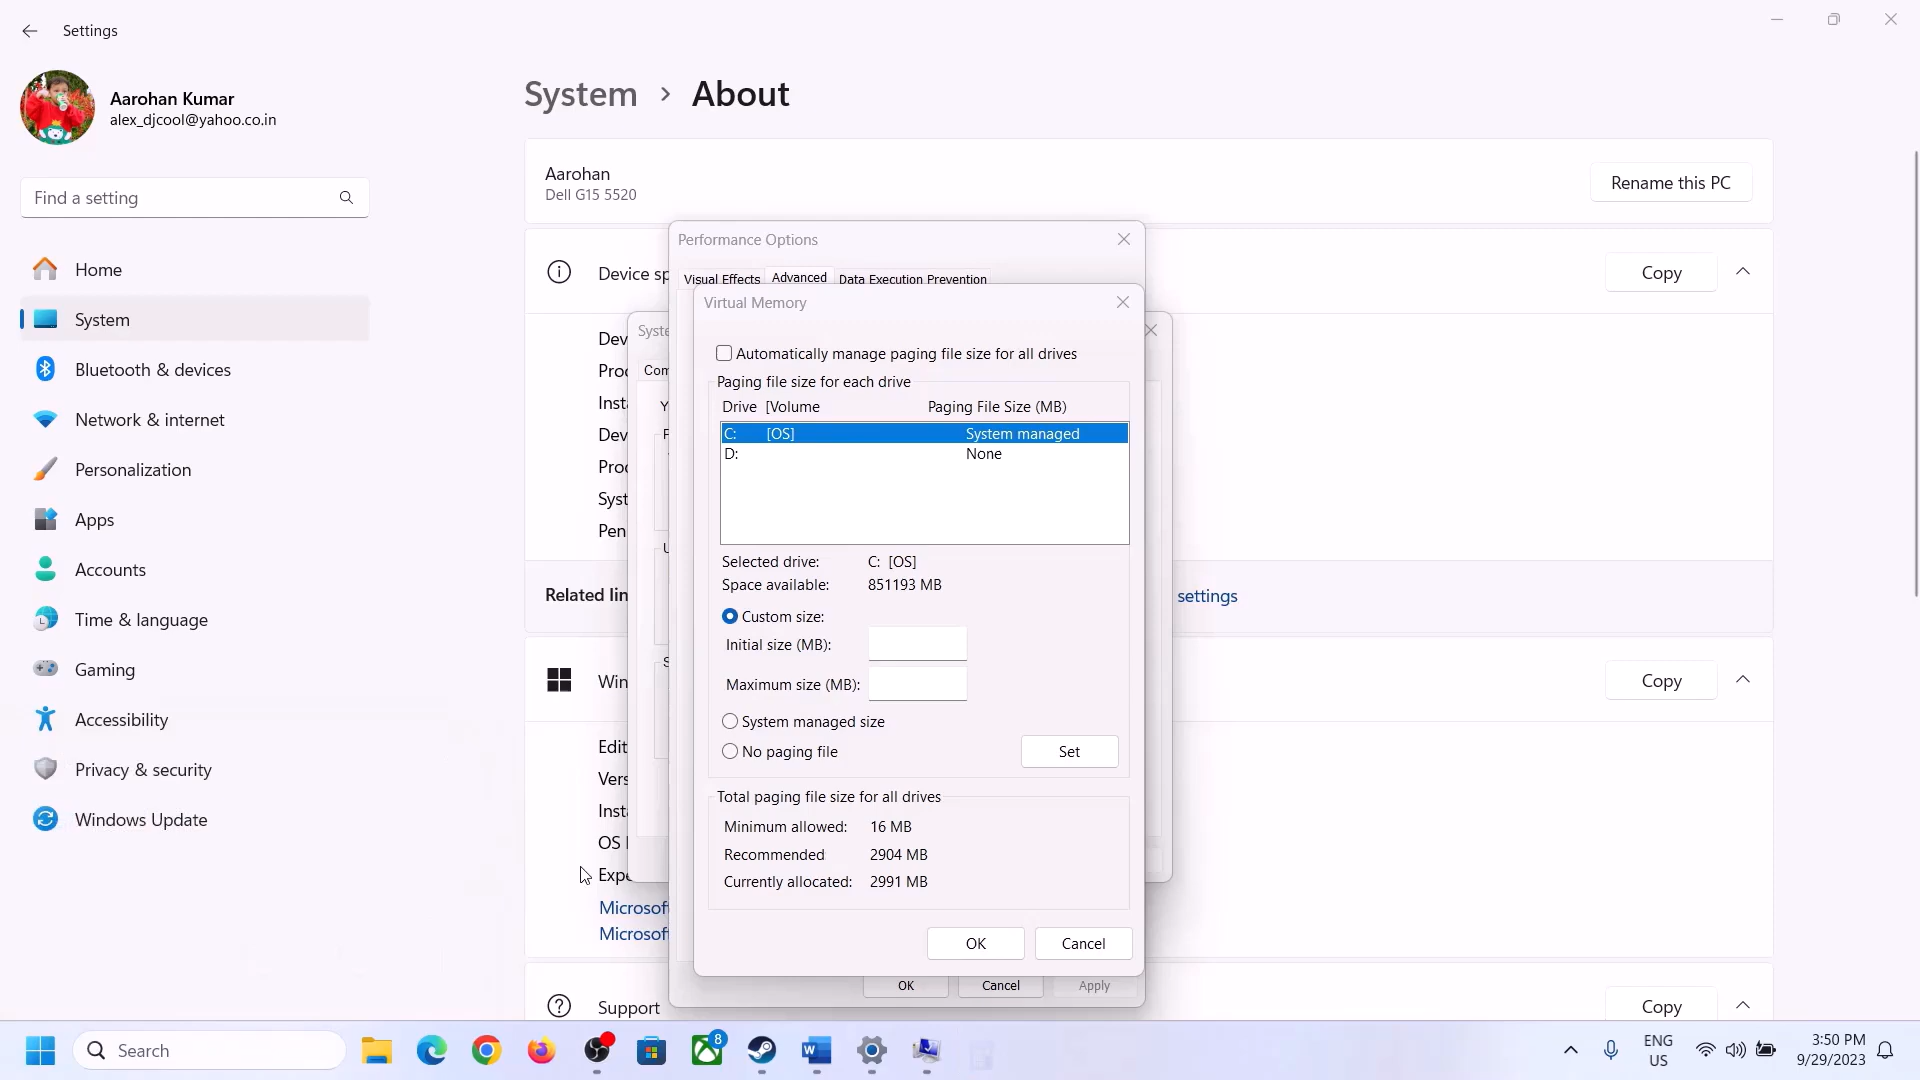 Settings
Aarohan Kumar
alex_djcool@yahoo.co.in
Find a setting
Home
System
Bluetooth & devices
Network & internet
Personalization
Apps
Accounts
Time & language
Gaming
Accessibility
Privacy & security
Windows Update
System > About
Aarohan
Dell G15 5520
Rename this PC
Device sp
Copy
Dev
Proc
Inst
Dev
Proc
Syst
Pen
Related lin
settings
Win
Copy
Edit
Vers
Inst
OS
Expe
Microsof
Microsof
Support
Copy
Syste
Com
Performance Options
Visual Effects
Advanced
Data Execution Prevention
Virtual Memory
Automatically manage paging file size for all drives
Paging file size for each drive
Drive [Volume Paging File Size (MB)
C: [OS] System managed
D: None
Selected drive: C: [OS]
Space available: 851193 MB
Custom size:
Initial size (MB):
Maximum size (MB):
System managed size
No paging file
Set
Total paging file size for all drives
Minimum allowed: 16 MB
Recommended 2904 MB
Currently allocated: 2991 MB
OK
Cancel
OK
Cancel
Apply
Search
8
ENG
US
3:50 PM
9/29/2023